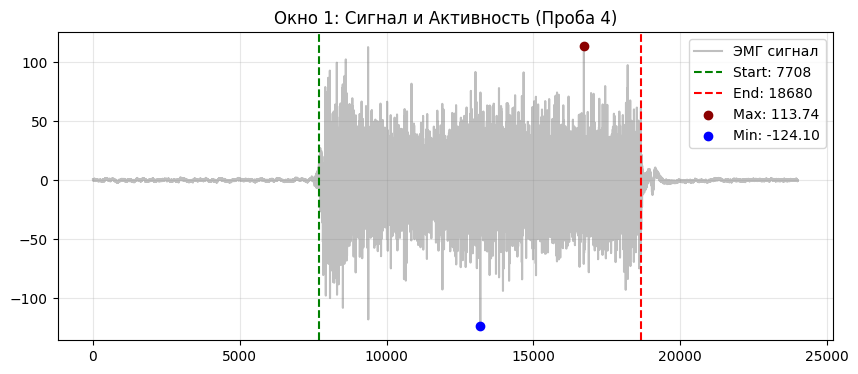 Окно 1: Сигнал и Активность (Проба 4)
ЭМГ сигнал
Start: 7708
End: 18680
Max: 113.74
Min: -124.10
100
50
0
−50
−100
0 5000 10000 15000 20000 25000